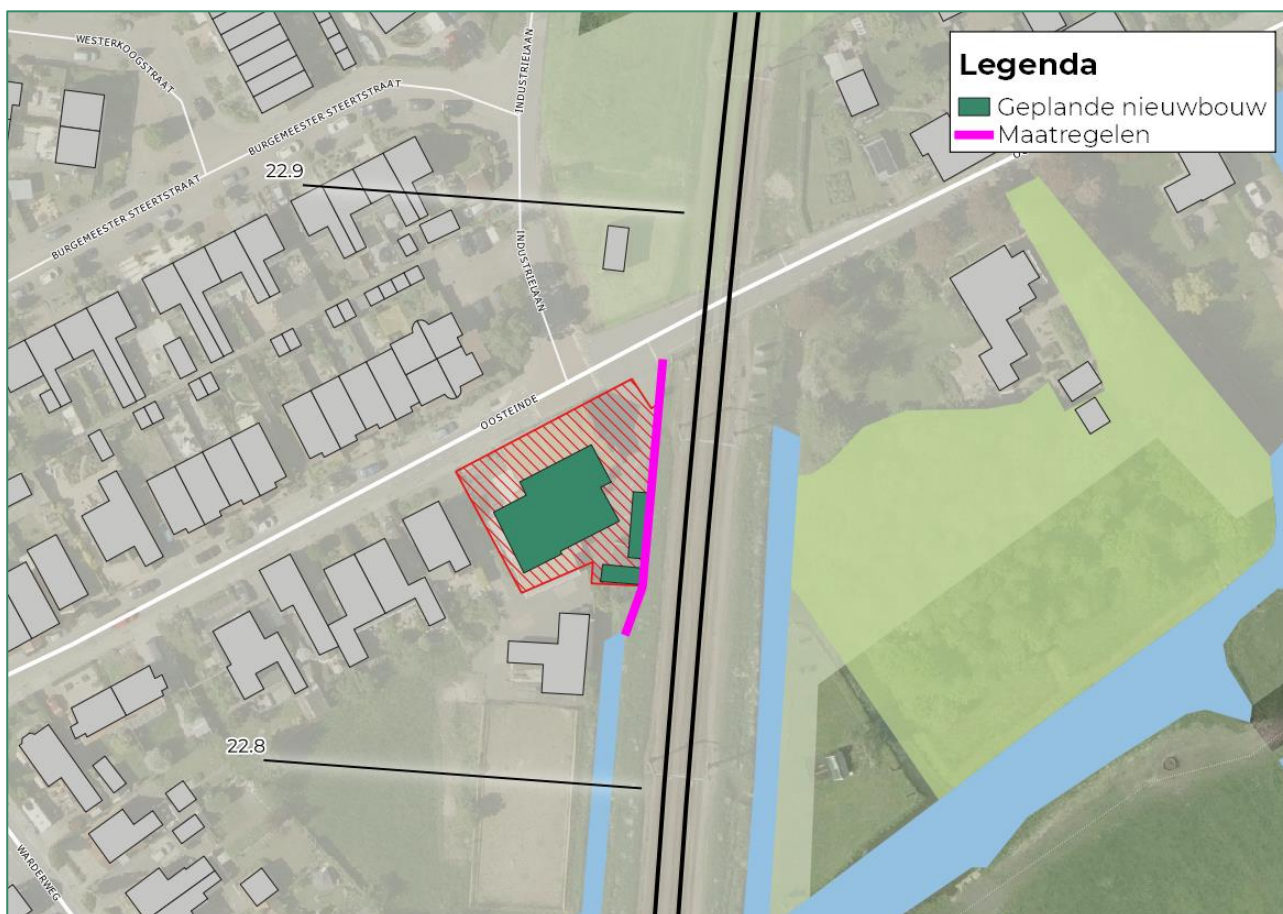 WESTERKOOGSTRAAT
BURGEMEESTER STEERTSTRAAT
INDUSTRIELAAN
Legenda
Geplande nieuwbouw
Maatregelen
22.9
BURGEMEESTER STEERTSTRAAT
INDUSTRIELAAN
OOSTEINDE
22.8
WARDERWEG